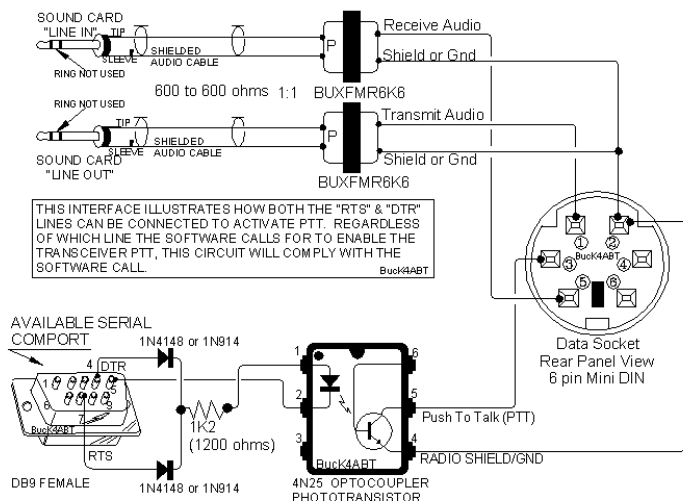 SOUND CARD
"LINE IN"
TIP
SLEEVE
SHIELDED
AUDIO CABLE
RING NOT USED
P
Receive Audio
Shield or Gnd
600 to 600 ohms 1:1 BUXFMR6K6
RING NOT USED
TIP
SLEEVE
SHIELDED
AUDIO CABLE
SOUND CARD
"LINE OUT"
P
Transmit Audio
Shield or Gnd
BUXFMR6K6
THIS INTERFACE ILLUSTRATES HOW BOTH THE "RTS" & "DTR"
LINES CAN BE CONNECTED TO ACTIVATE PTT. REGARDLESS
OF WHICH LINE THE SOFTWARE CALLS FOR TO ENABLE THE
TRANSCEIVER PTT, THIS CIRCUIT WILL COMPLY WITH THE
SOFTWARE CALL.
BucK4ABT
1 2
BucK4ABT
3 4
5 6
Data Socket
Rear Panel View
6 pin Mini DIN
AVAILABLE SERIAL
COMPORT
1N4148 or 1N914
4 DTR
1 5
6 9
7
BucK4ABT
RTS
DB9 FEMALE
1K2
(1200 ohms)
1N4148 or 1N914
1 6
2 5
3 4
BucK4ABT
Push To Talk (PTT)
RADIO SHIELD/GND
4N25 OPTOCOUPLER
PHOTOTRANSISTOR